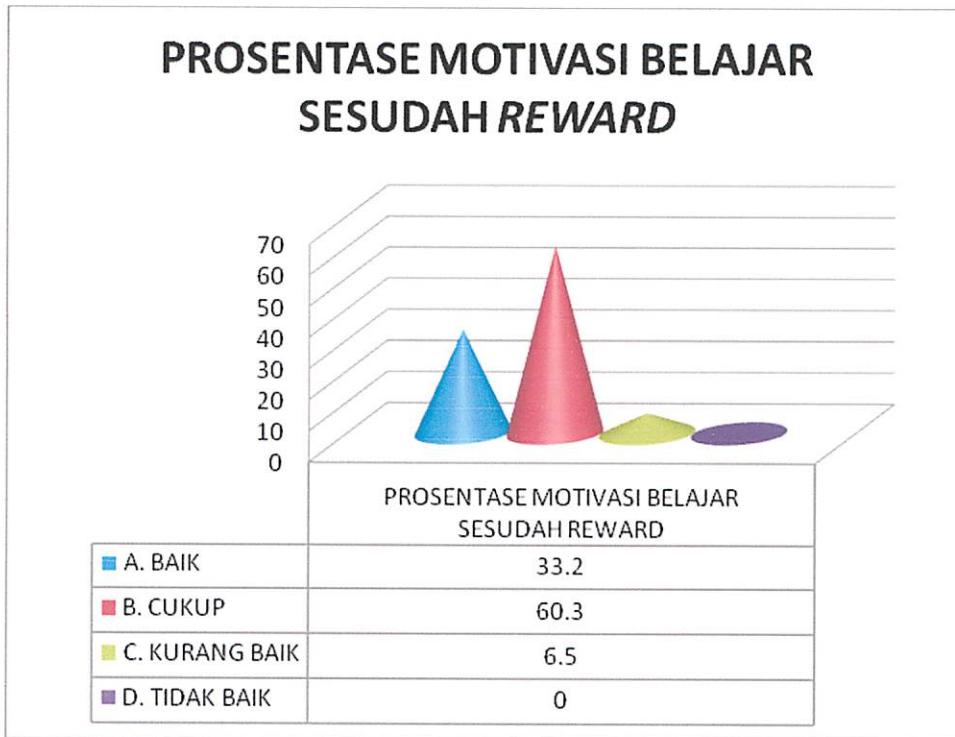 PROSENTASE MOTIVASI BELAJAR
SESUDAH REWARD
70
60
50
40
30
20
10
0
PROSENTASE MOTIVASI BELAJAR
SESUDAH REWARD
A. BAIK 33.2
B. CUKUP 60.3
C. KURANG BAIK 6.5
D. TIDAK BAIK 0